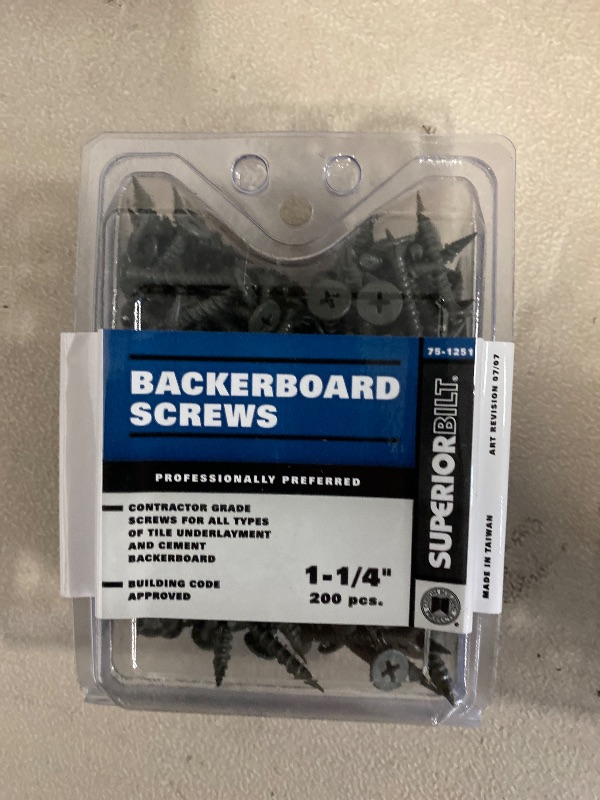 BACKERBOARD
SCREWS
PROFESSIONALLY PREFERRED
CONTRACTOR GRADE
SCREWS FOR ALL TYPES
OF TILE UNDERLAYMENT
AND CEMENT
BACKERBOARD
BUILDING CODE
APPROVED
1-1/4"
200 pcs.
75-1251
SUPERIORBILT®
ART REVISION 07/07
MADE IN TAIWAN